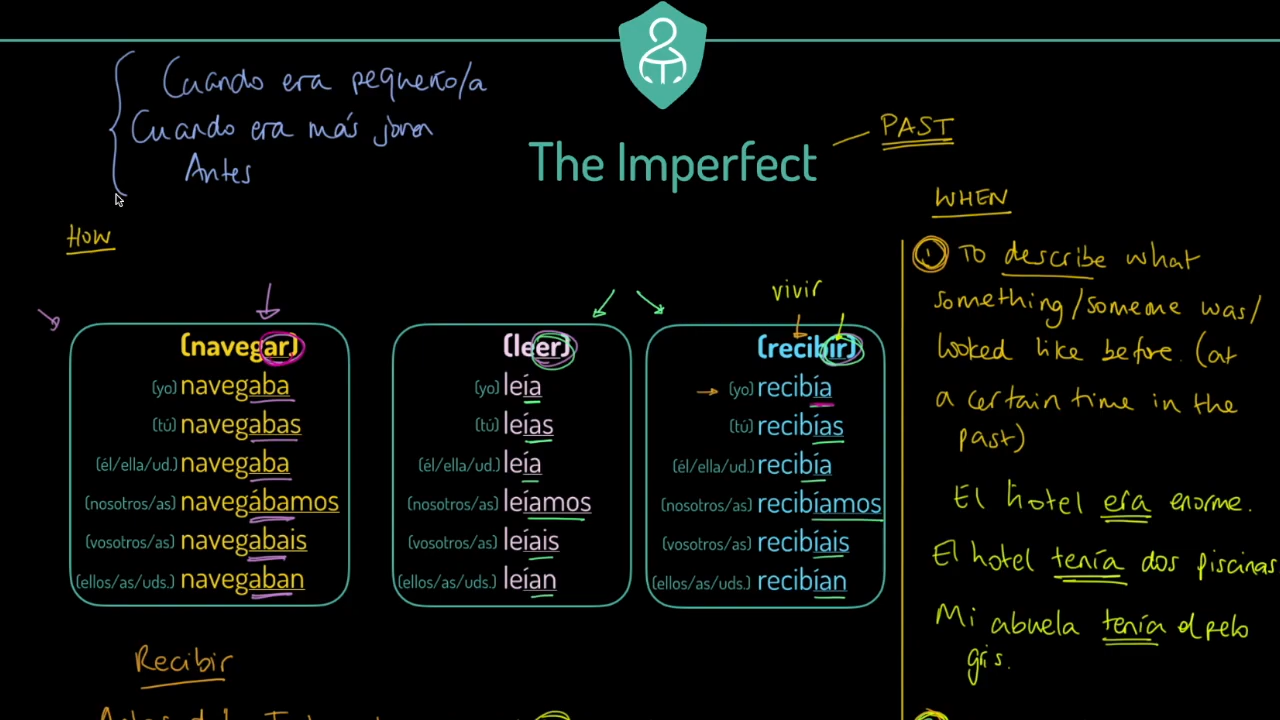 Cuando era pequeño/a
Cuando era más joven
Antes
The Imperfect
PAST
HOW
WHEN
① To describe what
something/someone was/
looked like before. (at
a certain time in the
past)
El hotel era enorme.
El hotel tenía dos piscinas
Mi abuela tenía el pelo
gris.
(navegar)
(yo) navegaba
(tú) navegabas
(él/ella/ud.) navegaba
(nosotros/as) navegábamos
(vosotros/as) navegabais
(ellos/as/uds.) navegaban
(leer)
(yo) leía
(tú) leías
(él/ella/ud.) leía
(nosotros/as) leíamos
(vosotros/as) leíais
(ellos/as/uds.) leían
vivir
(recibir)
(yo) recibía
(tú) recibías
(él/ella/ud.) recibía
(nosotros/as) recibíamos
(vosotros/as) recibíais
(ellos/as/uds.) recibían
Recibir